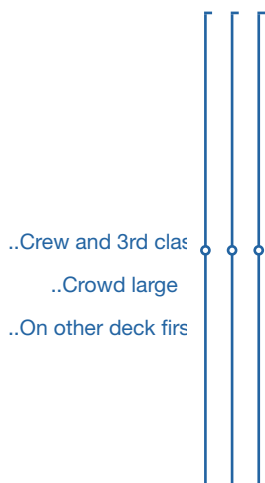 ..Crew and 3rd clas
..Crowd large
..On other deck firs